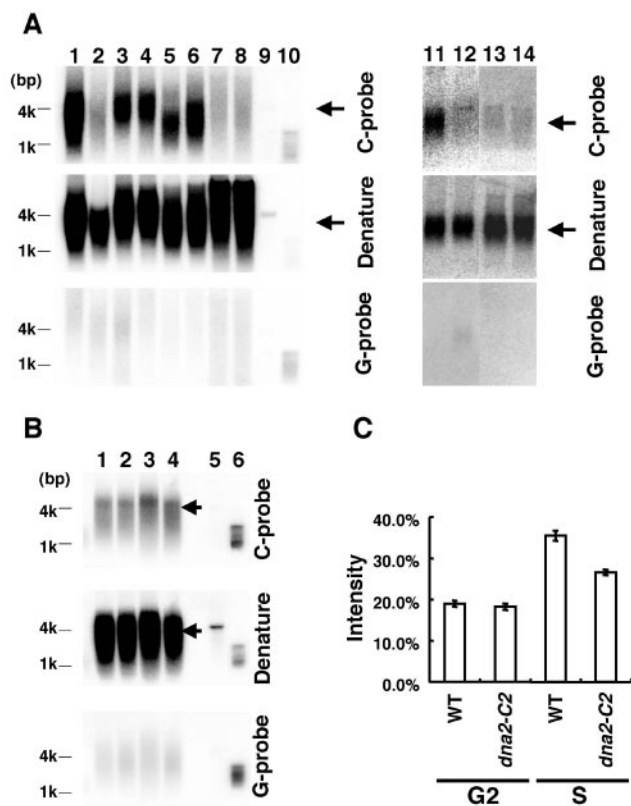 A
1 2 3 4 5 6 7 8 9 10
11 12 13 14
(bp)
4k
1k
C-probe
C-probe
4k
1k
Denature
Denature
4k
1k
G-probe
G-probe
B
1 2 3 4 5 6
(bp)
4k
1k
C-probe
4k
1k
Denature
4k
1k
G-probe
C
Intensity
40.0%
30.0%
20.0%
10.0%
0.0%
WT
dna2-C2
WT
dna2-C2
G2
S